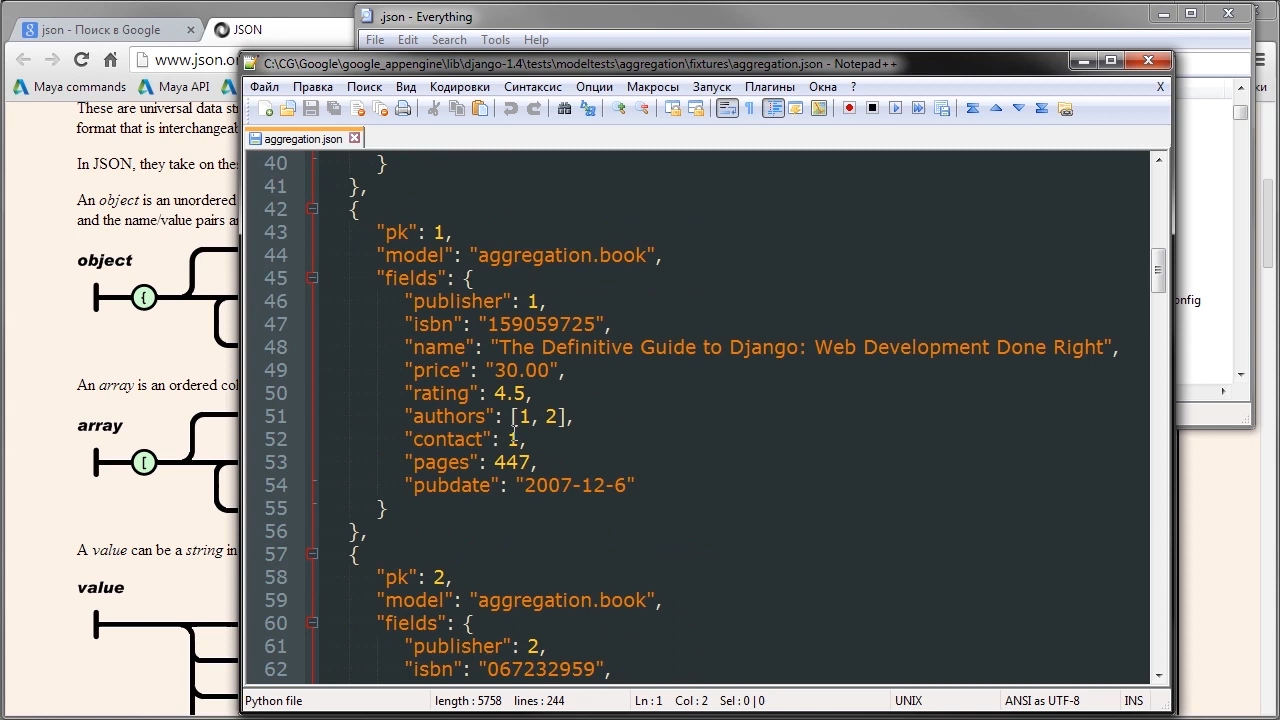 json - Поиск в Google
JSON
.json - Everything
File Edit Search Tools Help
www.json.or
Maya commands
Maya API
C:\CG\Google\google_appengine\lib\django-1.4\tests\modeltests\aggregation\fixtures\aggregation.json - Notepad++
Файл Правка Поиск Вид Кодировки Синтаксис Опции Макросы Запуск Плагины Окна ? X
aggregation.json
These are universal data str
format that is interchangeab
In JSON, they take on thes
An object is an unordered
and the name/value pairs a
object
{
An array is an ordered col
array
[
A value can be a string in
value
40 }
41 },
42 {
43 "pk": 1,
44 "model": "aggregation.book",
45 "fields": {
46 "publisher": 1,
47 "isbn": "159059725",
48 "name": "The Definitive Guide to Django: Web Development Done Right",
49 "price": "30.00",
50 "rating": 4.5,
51 "authors": [1, 2],
52 "contact": 1,
53 "pages": 447,
54 "pubdate": "2007-12-6"
55 }
56 },
57 {
58 "pk": 2,
59 "model": "aggregation.book",
60 "fields": {
61 "publisher": 2,
62 "isbn": "067232959",
ки
onfig
Python file length : 5758 lines : 244 Ln : 1 Col : 2 Sel : 0 | 0 UNIX ANSI as UTF-8 INS